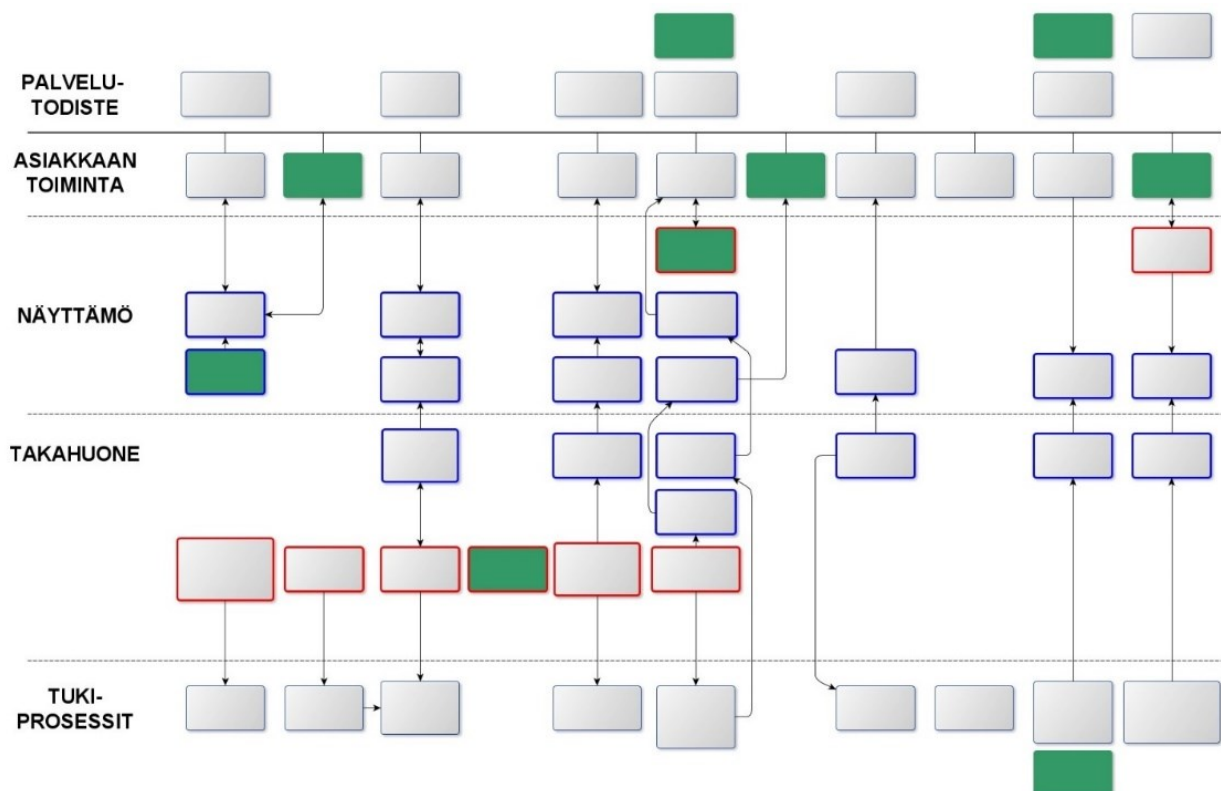 PALVELU-
TODISTE
ASIAKKAAN
TOIMINTA
NÄYTTÄMÖ
TAKAHUONE
TUKI-
PROSESSIT